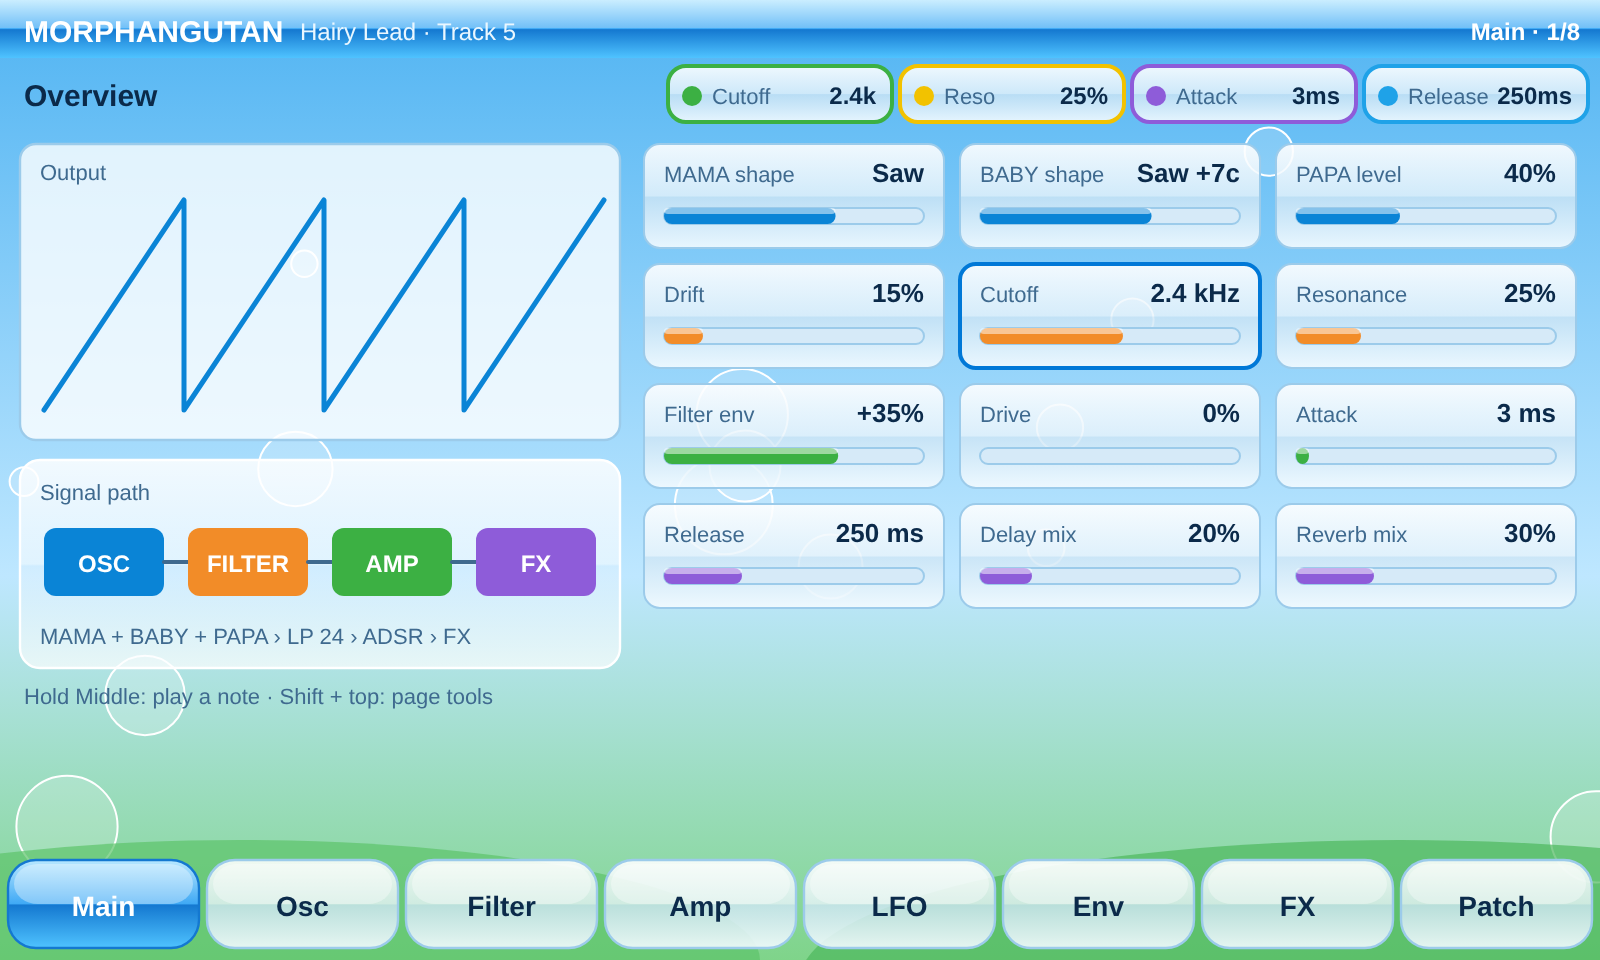 MORPHANGUTAN Hairy Lead · Track 5 Main · 1/8
Overview
Cutoff 2.4k
Reso 25%
Attack 3ms
Release 250ms
Output
MAMA shape Saw
BABY shape Saw +7c
PAPA level 40%
Drift 15%
Cutoff 2.4 kHz
Resonance 25%
Filter env +35%
Drive 0%
Attack 3 ms
Release 250 ms
Delay mix 20%
Reverb mix 30%
Signal path
OSC FILTER AMP FX
MAMA + BABY + PAPA › LP 24 › ADSR › FX
Hold Middle: play a note · Shift + top: page tools
Main Osc Filter Amp LFO Env FX Patch